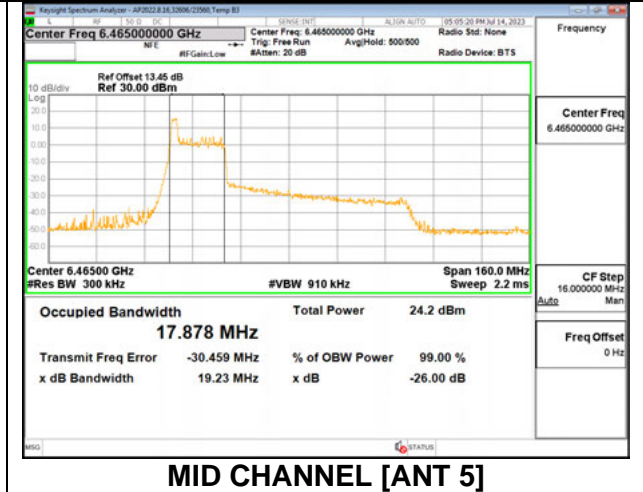 Keysight Spectrum Analyzer - AP2022.8.16,32606/23560,Temp B3
L RF 50 Ω DC SENSE:INT ALIGN AUTO 05:05:20 PM Jul 14, 2023
Center Freq 6.465000000 GHz Center Freq: 6.465000000 GHz Radio Std: None Frequency
NFE Trig: Free Run Avg|Hold: 500/500
#IFGain:Low #Atten: 20 dB Radio Device: BTS
Ref Offset 13.45 dB
10 dB/div Ref 30.00 dBm
Log
20.0
10.0
0.00
-10.0
-20.0
-30.0
-40.0
-50.0
-60.0
Center Freq
6.465000000 GHz
Center 6.46500 GHz Span 160.0 MHz
#Res BW 300 kHz #VBW 910 kHz Sweep 2.2 ms
CF Step
16.000000 MHz
Auto Man
Occupied Bandwidth Total Power 24.2 dBm
17.878 MHz
Freq Offset
0 Hz
Transmit Freq Error -30.459 MHz % of OBW Power 99.00 %
x dB Bandwidth 19.23 MHz x dB -26.00 dB
MSG STATUS
MID CHANNEL [ANT 5]